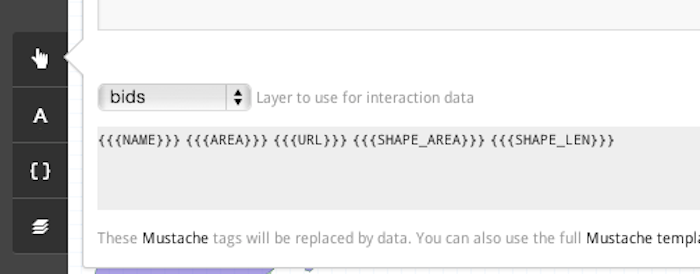 bids Layer to use for interaction data
A {{{NAME}}} {{{AREA}}} {{{URL}}} {{{SHAPE_AREA}}} {{{SHAPE_LEN}}}
{}
These Mustache tags will be replaced by data. You can also use the full Mustache templa